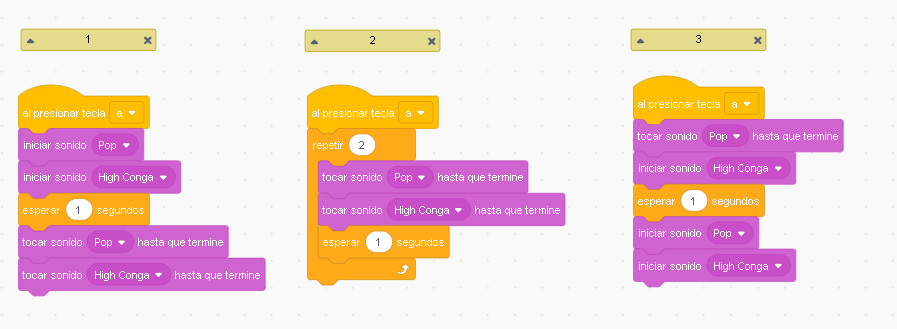 1
al presionar tecla a
iniciar sonido Pop
iniciar sonido High Conga
esperar 1 segundos
tocar sonido Pop hasta que termine
tocar sonido High Conga hasta que termine
2
al presionar tecla a
repetir 2
tocar sonido Pop hasta que termine
tocar sonido High Conga hasta que termine
esperar 1 segundos
3
al presionar tecla a
tocar sonido Pop hasta que termine
iniciar sonido High Conga
esperar 1 segundos
iniciar sonido Pop
iniciar sonido High Conga